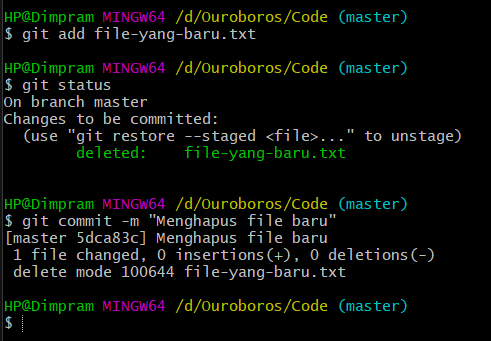 HP@Dimpram MINGW64 /d/Ouroboros/Code (master)
$ git add file-yang-baru.txt
HP@Dimpram MINGW64 /d/Ouroboros/Code (master)
$ git status
On branch master
Changes to be committed:
  (use "git restore --staged <file>..." to unstage)
        deleted:    file-yang-baru.txt
HP@Dimpram MINGW64 /d/Ouroboros/Code (master)
$ git commit -m "Menghapus file baru"
[master 5dca83c] Menghapus file baru
 1 file changed, 0 insertions(+), 0 deletions(-)
 delete mode 100644 file-yang-baru.txt
HP@Dimpram MINGW64 /d/Ouroboros/Code (master)
$